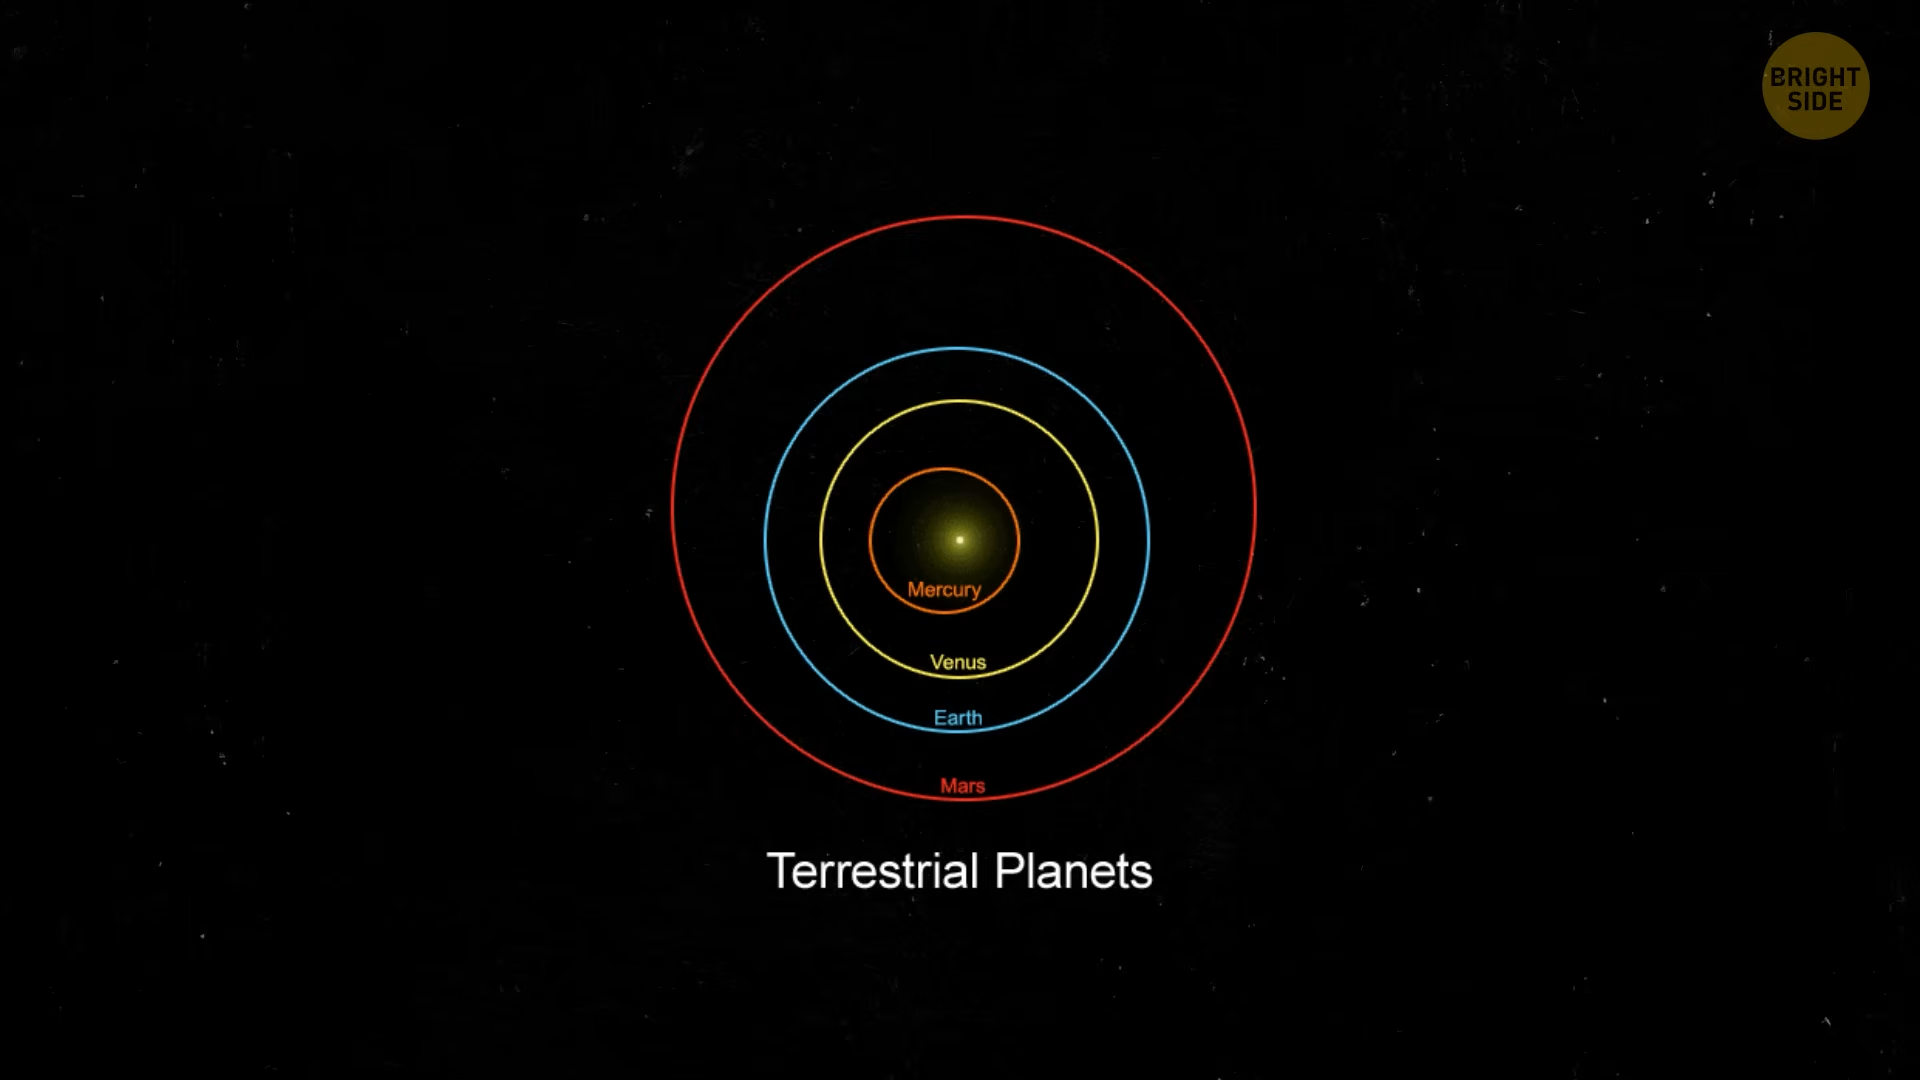 BRIGHT
SIDE
Mercury
Venus
Earth
Mars
Terrestrial Planets